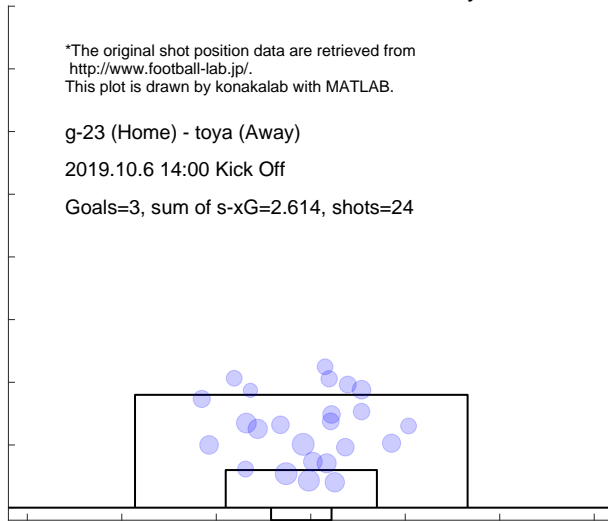 *The original shot position data are retrieved from
http://www.football-lab.jp/.
This plot is drawn by konakalab with MATLAB.
g-23 (Home) - toya (Away)
2019.10.6 14:00 Kick Off
Goals=3, sum of s-xG=2.614, shots=24